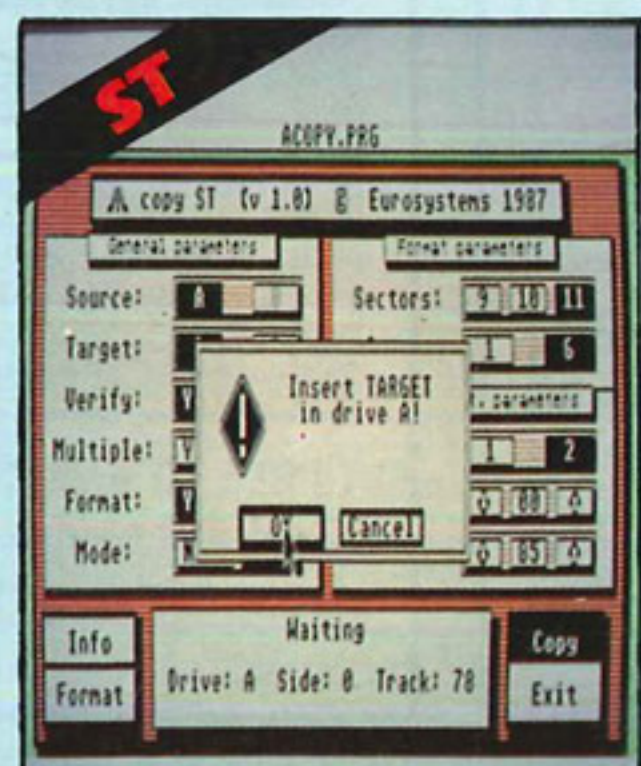 ST
ACOPY.PRG
A copy ST (v 1.0) © Eurosystems 1987
General parameters
Format parameters
Source: A
Sectors: 9 10 11
Target:
1 6
Verify: Y
Insert TARGET
in drive A!
parameters
Multiple: Y
1 2
Format: Y
80
Mode:
OK
Cancel
85
Info
Waiting
Copy
Format
Drive: A Side: 0 Track: 78
Exit